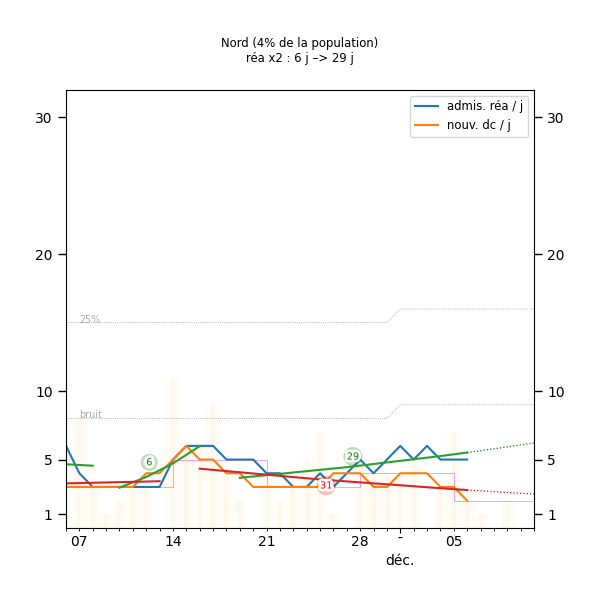 Nord (4% de la population)
réa x2 : 6 j –> 29 j
admis. réa / j
nouv. dc / j
30 30
20 20
25%
10 10
bruit
6 29
5 5
31
1 1
07 14 21 28 - 05
déc.